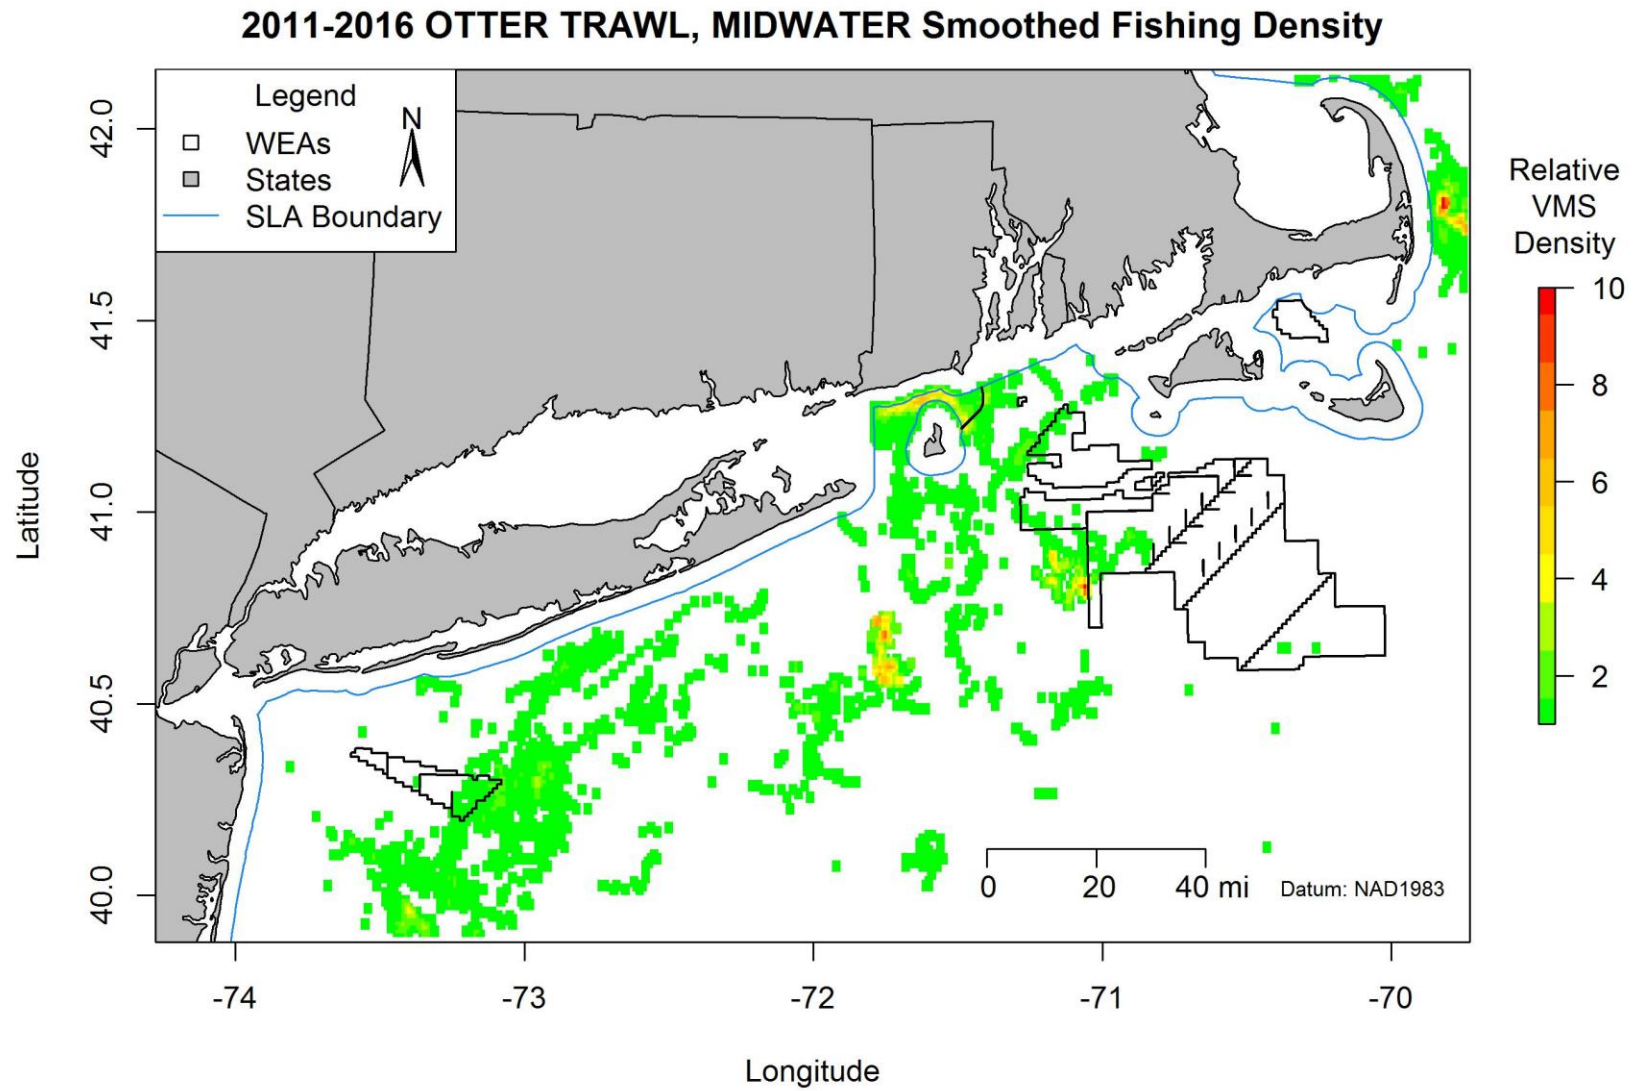 2011-2016 OTTER TRAWL, MIDWATER Smoothed Fishing Density
Legend
N
WEAs
States
SLA Boundary
Relative
VMS
Density
10
8
6
4
2
Latitude
42.0
41.5
41.0
40.5
40.0
0 20 40 mi
Datum: NAD1983
-74 -73 -72 -71 -70
Longitude